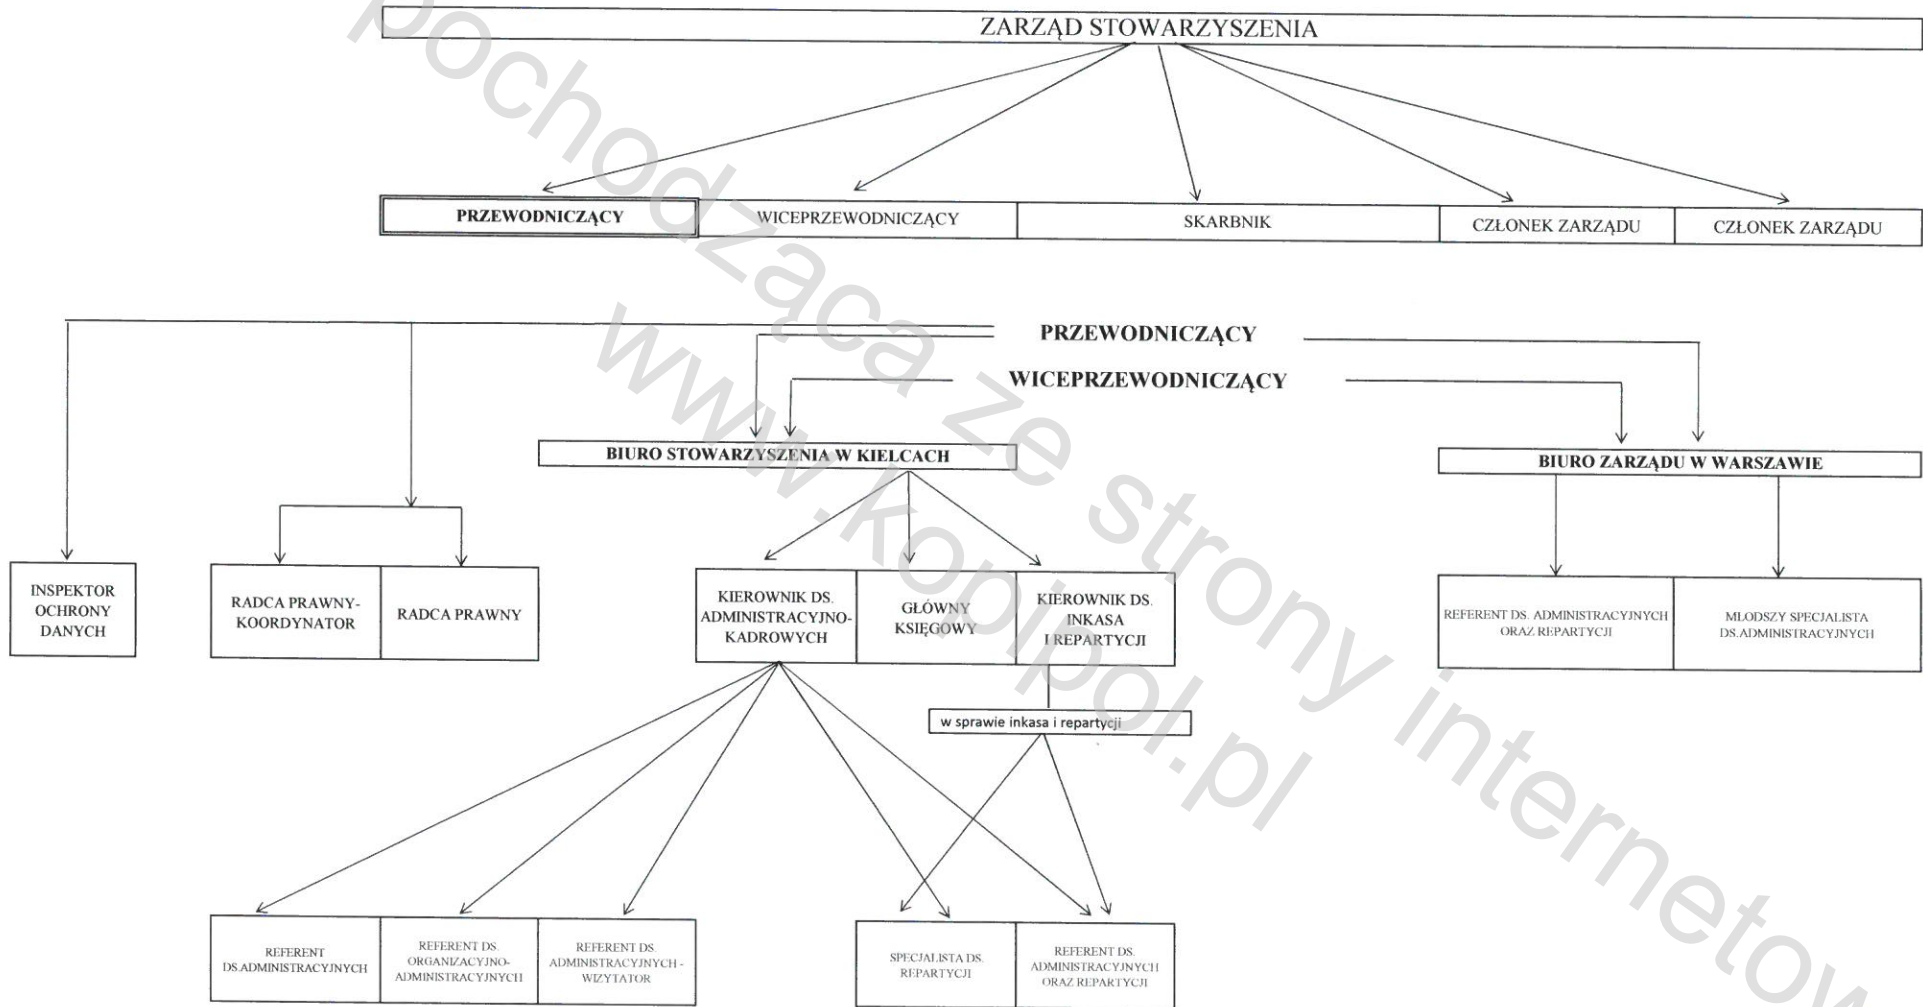 ZARZĄD STOWARZYSZENIA
PRZEWODNICZĄCY
WICEPRZEWODNICZĄCY
SKARBNIK
CZŁONEK ZARZĄDU
CZŁONEK ZARZĄDU
PRZEWODNICZĄCY
WICEPRZEWODNICZĄCY
BIURO STOWARZYSZENIA W KIELCACH
BIURO ZARZĄDU W WARSZAWIE
INSPEKTOR
OCHRONY
DANYCH
RADCA PRAWNY-
KOORDYNATOR
RADCA PRAWNY
KIEROWNIK DS.
ADMINISTRACYJNO-
KADROWYCH
GŁÓWNY
KSIĘGOWY
KIEROWNIK DS.
INKASA
I REPARTYCJI
REFERENT DS. ADMINISTRACYJNYCH
ORAZ REPARTYCJI
MŁODSZY SPECJALISTA
DS.ADMINISTRACYJNYCH
w sprawie inkasa i repartycji
REFERENT
DS.ADMINISTRACYJNYCH
REFERENT DS.
ORGANIZACYJNO-
ADMINISTRACYJNYCH
REFERENT DS.
ADMINISTRACYJNYCH -
WIZYTATOR
SPECJALISTA DS.
REPARTYCJI
REFERENT DS.
ADMINISTRACYJNYCH
ORAZ REPARTYCJI
pochodząca ze strony internetow
www.kopipol.pl